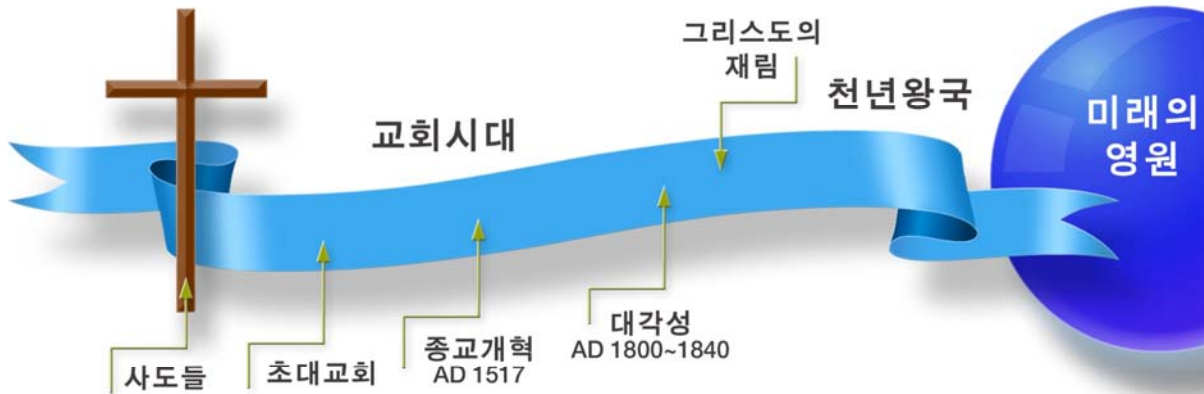 그리스도의
재림
천년왕국
미래의
영원
교회시대
사도들
초대교회
종교개혁
AD 1517
대각성
AD 1800~1840